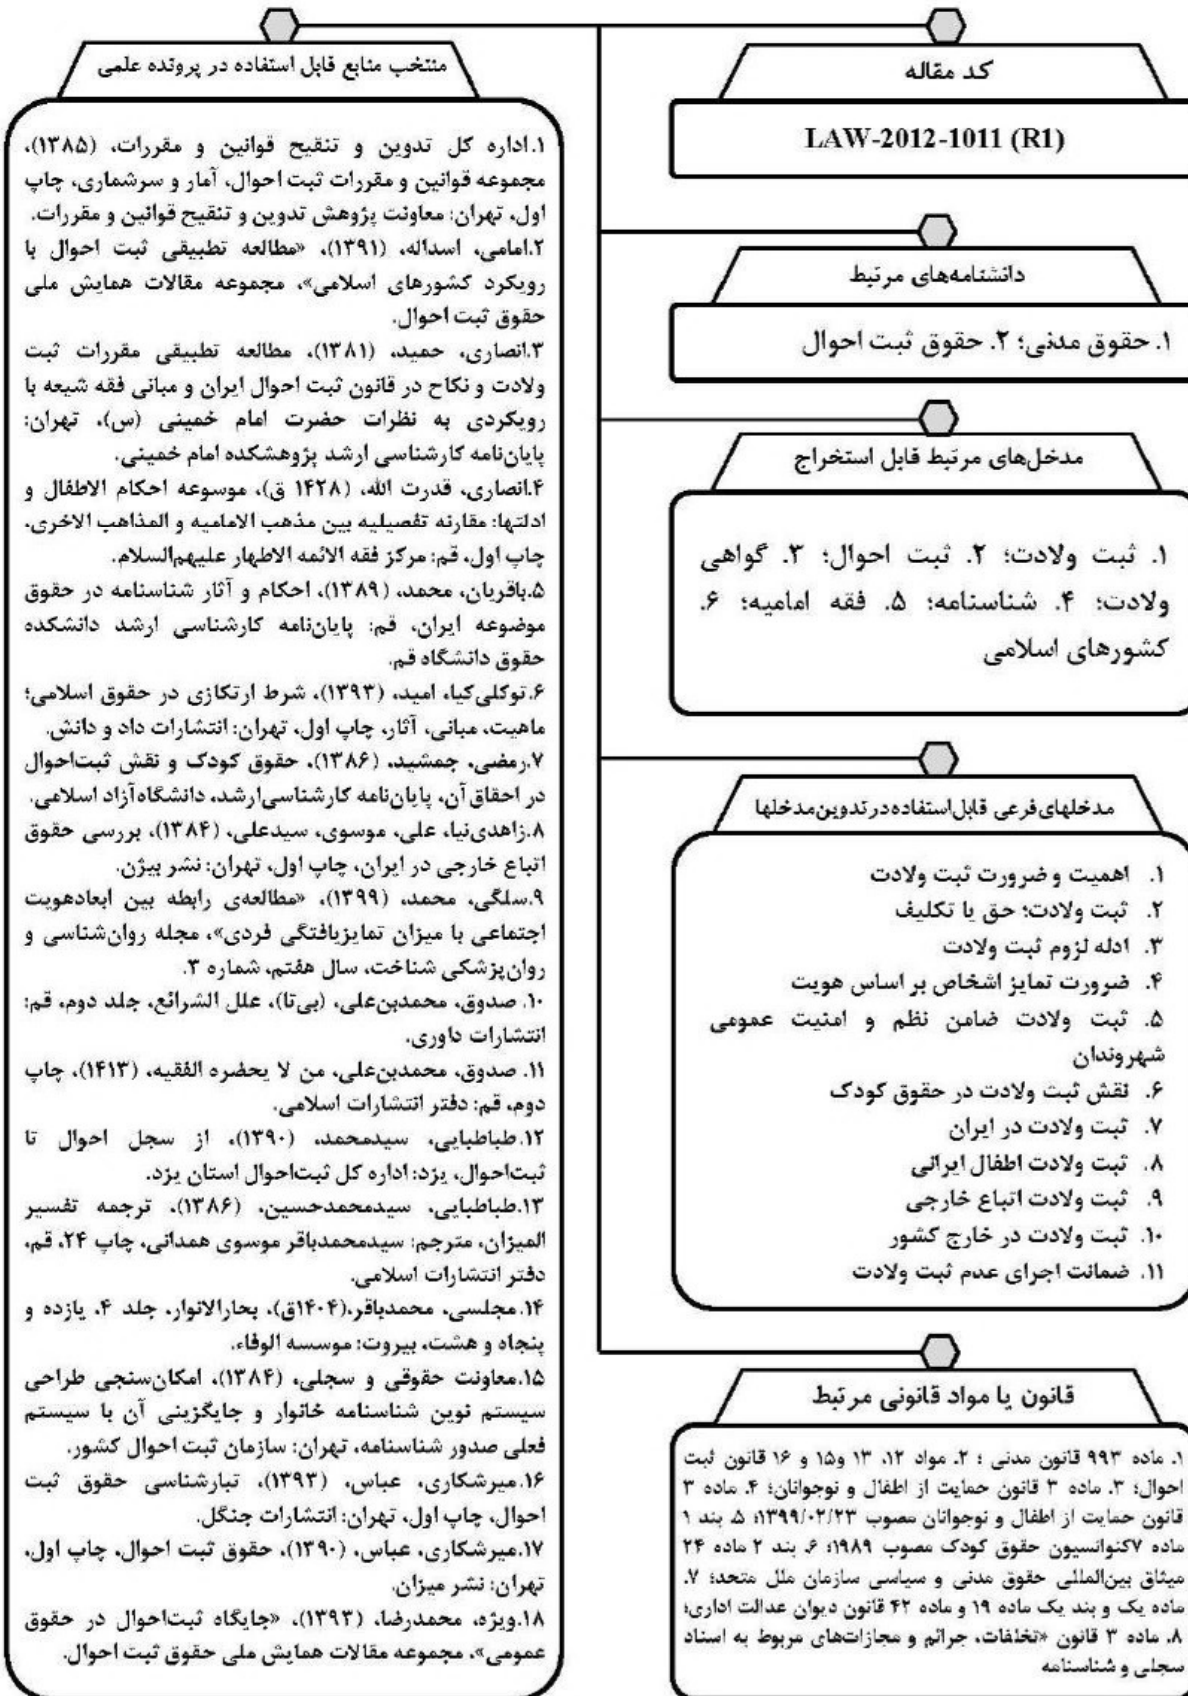 کد مقاله
LAW-2012-1011 (R1)
دانشنامه‌های مرتبط
۱. حقوق مدنی؛ ۲. حقوق ثبت احوال
مدخل‌های مرتبط قابل استخراج
۱. ثبت ولادت؛ ۲. ثبت احوال؛ ۳. گواهی
ولادت؛ ۴. شناسنامه؛ ۵. فقه امامیه؛ ۶.
کشورهای اسلامی
مدخلهای فرعی قابل استفاده در تدوین مدخلها
۱. اهمیت و ضرورت ثبت ولادت
۲. ثبت ولادت؛ حق یا تکلیف
۳. ادله لزوم ثبت ولادت
۴. ضرورت تمایز اشخاص بر اساس هویت
۵. ثبت ولادت ضامن نظم و امنیت عمومی
شهروندان
۶. نقش ثبت ولادت در حقوق کودک
۷. ثبت ولادت در ایران
۸. ثبت ولادت اطفال ایرانی
۹. ثبت ولادت اتباع خارجی
۱۰. ثبت ولادت در خارج کشور
۱۱. ضمانت اجرای عدم ثبت ولادت
قانون یا مواد قانونی مرتبط
۱. ماده ۹۹۳ قانون مدنی ؛ ۲. مواد ۱۲، ۱۳ و۱۵ و ۱۶ قانون ثبت
احوال؛ ۳. ماده ۳ قانون حمایت از اطفال و نوجوانان؛ ۴. ماده ۳
قانون حمایت از اطفال و نوجوانان مصوب ۱۳۹۹/۰۲/۲۳؛ ۵. بند ۱
ماده ۷کنوانسیون حقوق کودک مصوب ۱۹۸۹؛ ۶. بند ۲ ماده ۲۴
میثاق بین‌المللی حقوق مدنی و سیاسی سازمان ملل متحد؛ ۷.
ماده یک و بند یک ماده ۱۹ و ماده ۴۲ قانون دیوان عدالت اداری؛
۸. ماده ۳ قانون «تخلفات، جرائم و مجازات‌های مربوط به اسناد
سجلی و شناسنامه
منتخب منابع قابل استفاده در پرونده علمی
۱.اداره کل تدوین و تنقیح قوانین و مقررات، (۱۳۸۵)،
مجموعه قوانین و مقررات ثبت احوال، آمار و سرشماری، چاپ
اول، تهران: معاونت پژوهش تدوین و تنقیح قوانین و مقررات.
۲.امامی، اسداله، (۱۳۹۱)، «مطالعه تطبیقی ثبت احوال با
رویکرد کشورهای اسلامی»، مجموعه مقالات همایش ملی
حقوق ثبت احوال.
۳.انصاری، حمید، (۱۳۸۱)، مطالعه تطبیقی مقررات ثبت
ولادت و نکاح در قانون ثبت احوال ایران و مبانی فقه شیعه با
رویکردی به نظرات حضرت امام خمینی (س)، تهران:
پایان‌نامه کارشناسی ارشد پژوهشکده امام خمینی.
۴.انصاری، قدرت الله، (۱۴۲۸ ق)، موسوعه احکام الاطفال و
ادلتها: مقارنه تفصیلیه بین مذهب الامامیه و المذاهب الاخری،
چاپ اول، قم: مرکز فقه الائمه الاطهار علیهم‌السلام.
۵.باقریان، محمد، (۱۳۸۹)، احکام و آثار شناسنامه در حقوق
موضوعه ایران، قم: پایان‌نامه کارشناسی ارشد دانشکده
حقوق دانشگاه قم.
۶.توکلی‌کیا، امید، (۱۳۹۳)، شرط ارتکازی در حقوق اسلامی؛
ماهیت، مبانی، آثار، چاپ اول، تهران: انتشارات داد و دانش.
۷.رمضی، جمشید، (۱۳۸۶)، حقوق کودک و نقش ثبت‌احوال
در احقاق آن، پایان‌نامه کارشناسی‌ارشد، دانشگاه‌آزاد اسلامی.
۸.زاهدی‌نیا، علی، موسوی، سیدعلی، (۱۳۸۴)، بررسی حقوق
اتباع خارجی در ایران، چاپ اول، تهران: نشر بیژن.
۹.سلگی، محمد، (۱۳۹۹)، «مطالعه‌ی رابطه بین ابعادهویت
اجتماعی با میزان تمایزیافتگی فردی»، مجله روان‌شناسی و
روان‌پزشکی شناخت، سال هفتم، شماره ۳.
۱۰. صدوق، محمدبن‌علی، (بی‌تا)، علل الشرائع، جلد دوم، قم:
انتشارات داوری.
۱۱. صدوق، محمدبن‌علی، من لا یحضره الفقیه، (۱۴۱۳)، چاپ
دوم، قم: دفتر انتشارات اسلامی.
۱۲.طباطبایی، سیدمحمد، (۱۳۹۰)، از سجل احوال تا
ثبت‌احوال، یزد: اداره کل ثبت‌احوال استان یزد.
۱۳.طباطبایی، سیدمحمدحسین، (۱۳۸۶)، ترجمه تفسیر
المیزان، مترجم: سیدمحمدباقر موسوی همدانی، چاپ ۲۴، قم،
دفتر انتشارات اسلامی.
۱۴.مجلسی، محمدباقر،(۱۴۰۴ق)، بحارالانوار، جلد ۴، یازده و
پنجاه و هشت، بیروت: موسسه الوفاء.
۱۵.معاونت حقوقی و سجلی، (۱۳۸۴)، امکان‌سنجی طراحی
سیستم نوین شناسنامه خانوار و جایگزینی آن با سیستم
فعلی صدور شناسنامه، تهران: سازمان ثبت احوال کشور.
۱۶.میرشکاری، عباس، (۱۳۹۳)، تبارشناسی حقوق ثبت
احوال، چاپ اول، تهران: انتشارات جنگل.
۱۷.میرشکاری، عباس، (۱۳۹۰)، حقوق ثبت احوال، چاپ اول،
تهران: نشر میزان.
۱۸.ویژه، محمدرضا، (۱۳۹۳)، «جایگاه ثبت‌احوال در حقوق
عمومی»، مجموعه مقالات همایش ملی حقوق ثبت احوال.